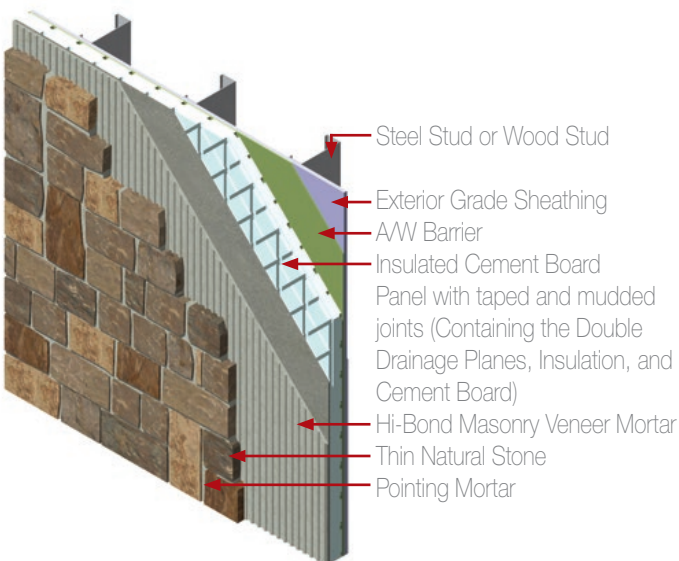 Steel Stud or Wood Stud
Exterior Grade Sheathing
A/W Barrier
Insulated Cement Board
Panel with taped and mudded
joints (Containing the Double
Drainage Planes, Insulation, and
Cement Board)
Hi-Bond Masonry Veneer Mortar
Thin Natural Stone
Pointing Mortar